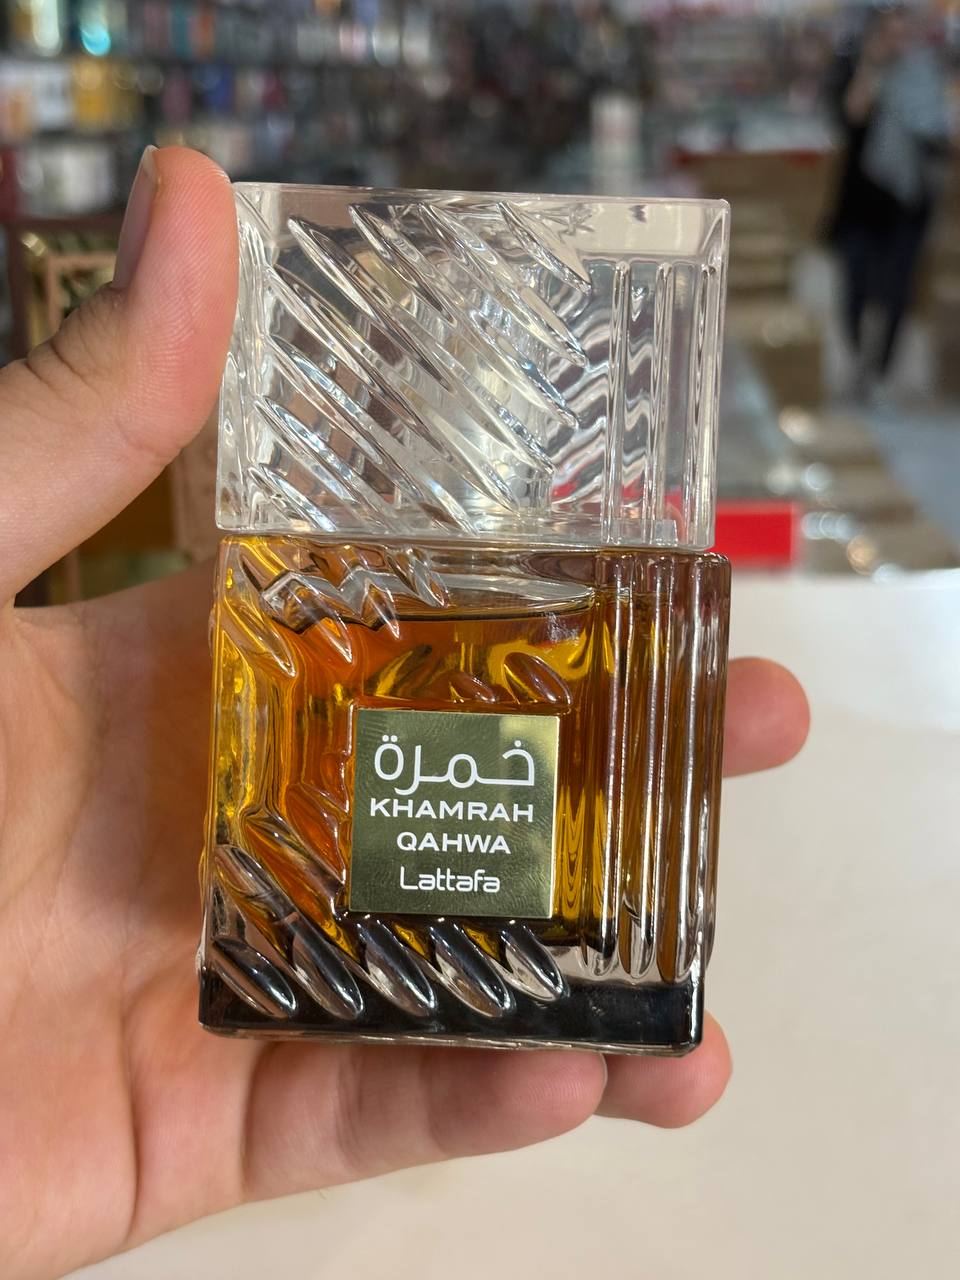 خمرة
KHAMRAH
QAHWA
Lattafa